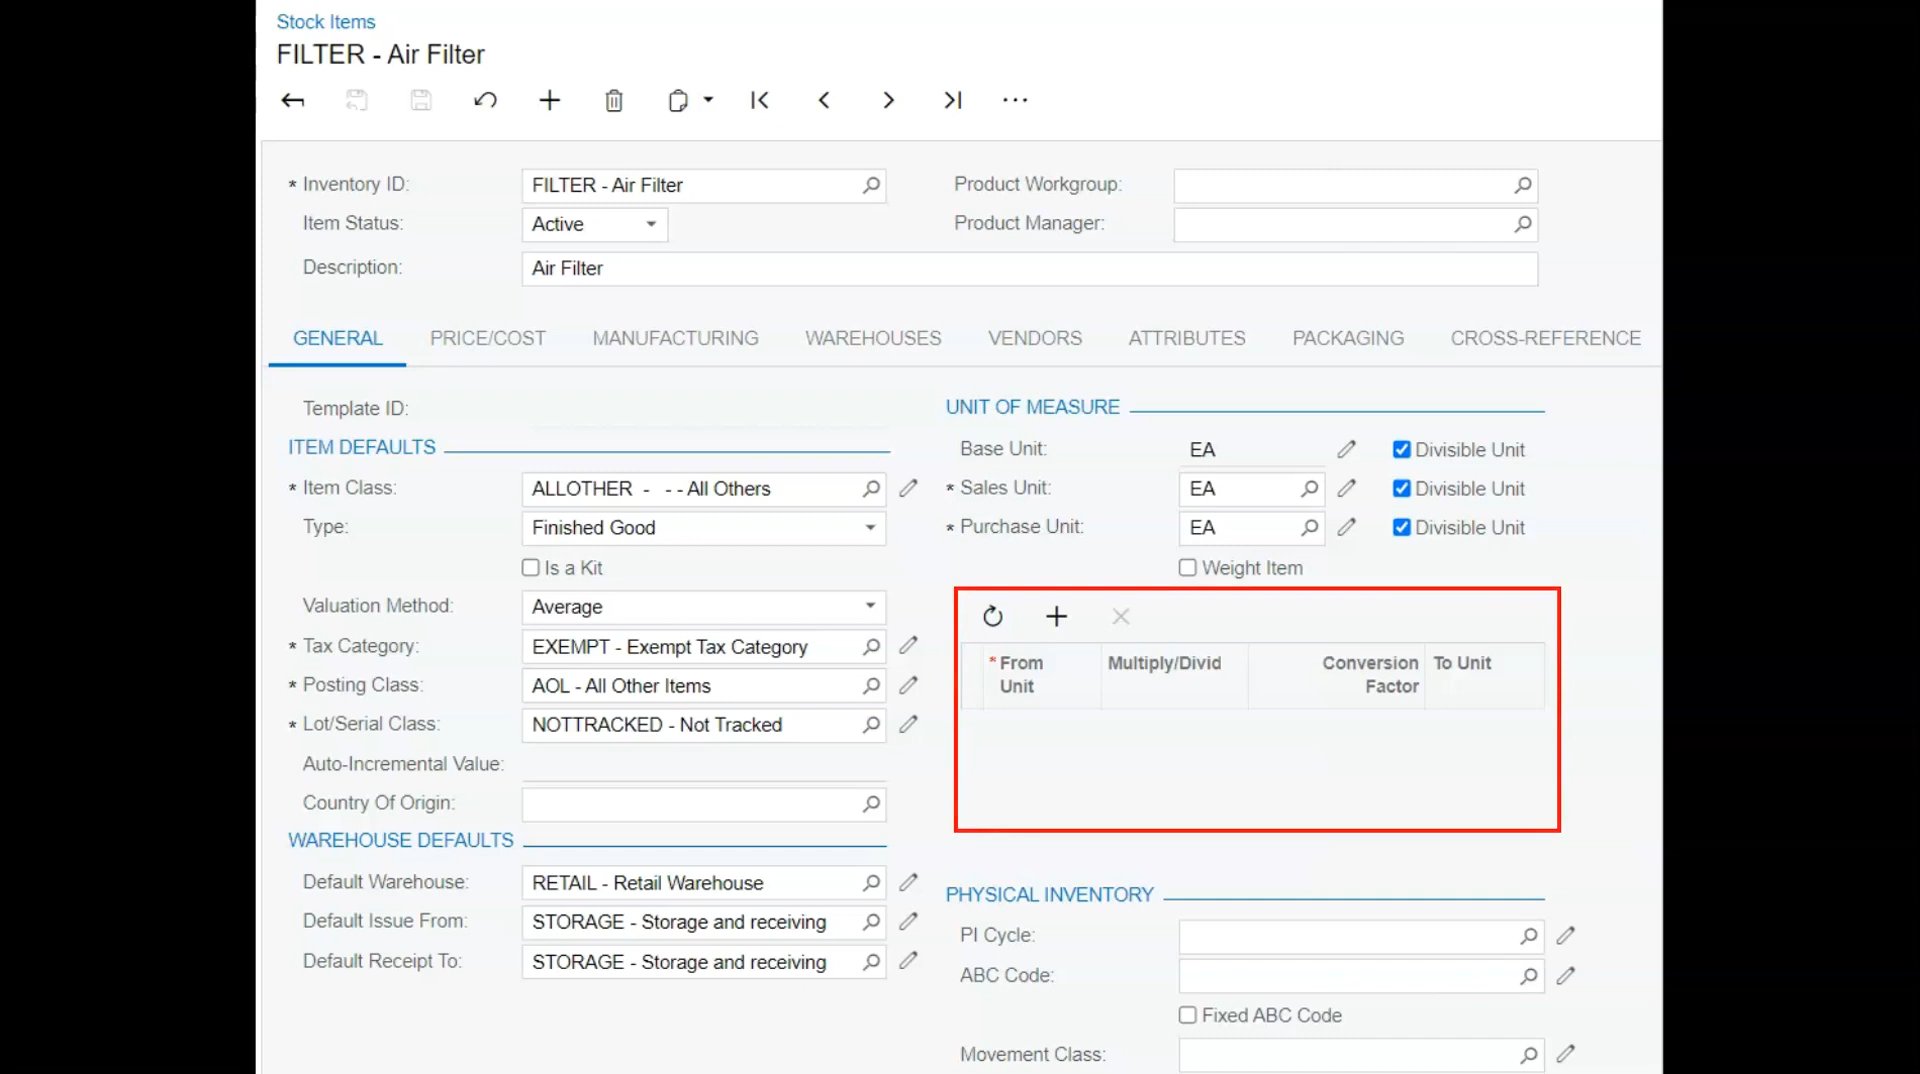 Stock Items
FILTER - Air Filter
* Inventory ID: FILTER - Air Filter Product Workgroup:
Item Status: Active Product Manager:
Description: Air Filter
GENERAL PRICE/COST MANUFACTURING WAREHOUSES VENDORS ATTRIBUTES PACKAGING CROSS-REFERENCE
Template ID:
ITEM DEFAULTS
* Item Class: ALLOTHER - - - All Others
Type: Finished Good
Is a Kit
Valuation Method: Average
* Tax Category: EXEMPT - Exempt Tax Category
* Posting Class: AOL - All Other Items
* Lot/Serial Class: NOTTRACKED - Not Tracked
Auto-Incremental Value:
Country Of Origin:
WAREHOUSE DEFAULTS
Default Warehouse: RETAIL - Retail Warehouse
Default Issue From: STORAGE - Storage and receiving
Default Receipt To: STORAGE - Storage and receiving
UNIT OF MEASURE
Base Unit: EA Divisible Unit
* Sales Unit: EA Divisible Unit
* Purchase Unit: EA Divisible Unit
Weight Item
* From Multiply/Divid Conversion To Unit
Unit Factor
PHYSICAL INVENTORY
PI Cycle:
ABC Code:
Fixed ABC Code
Movement Class: